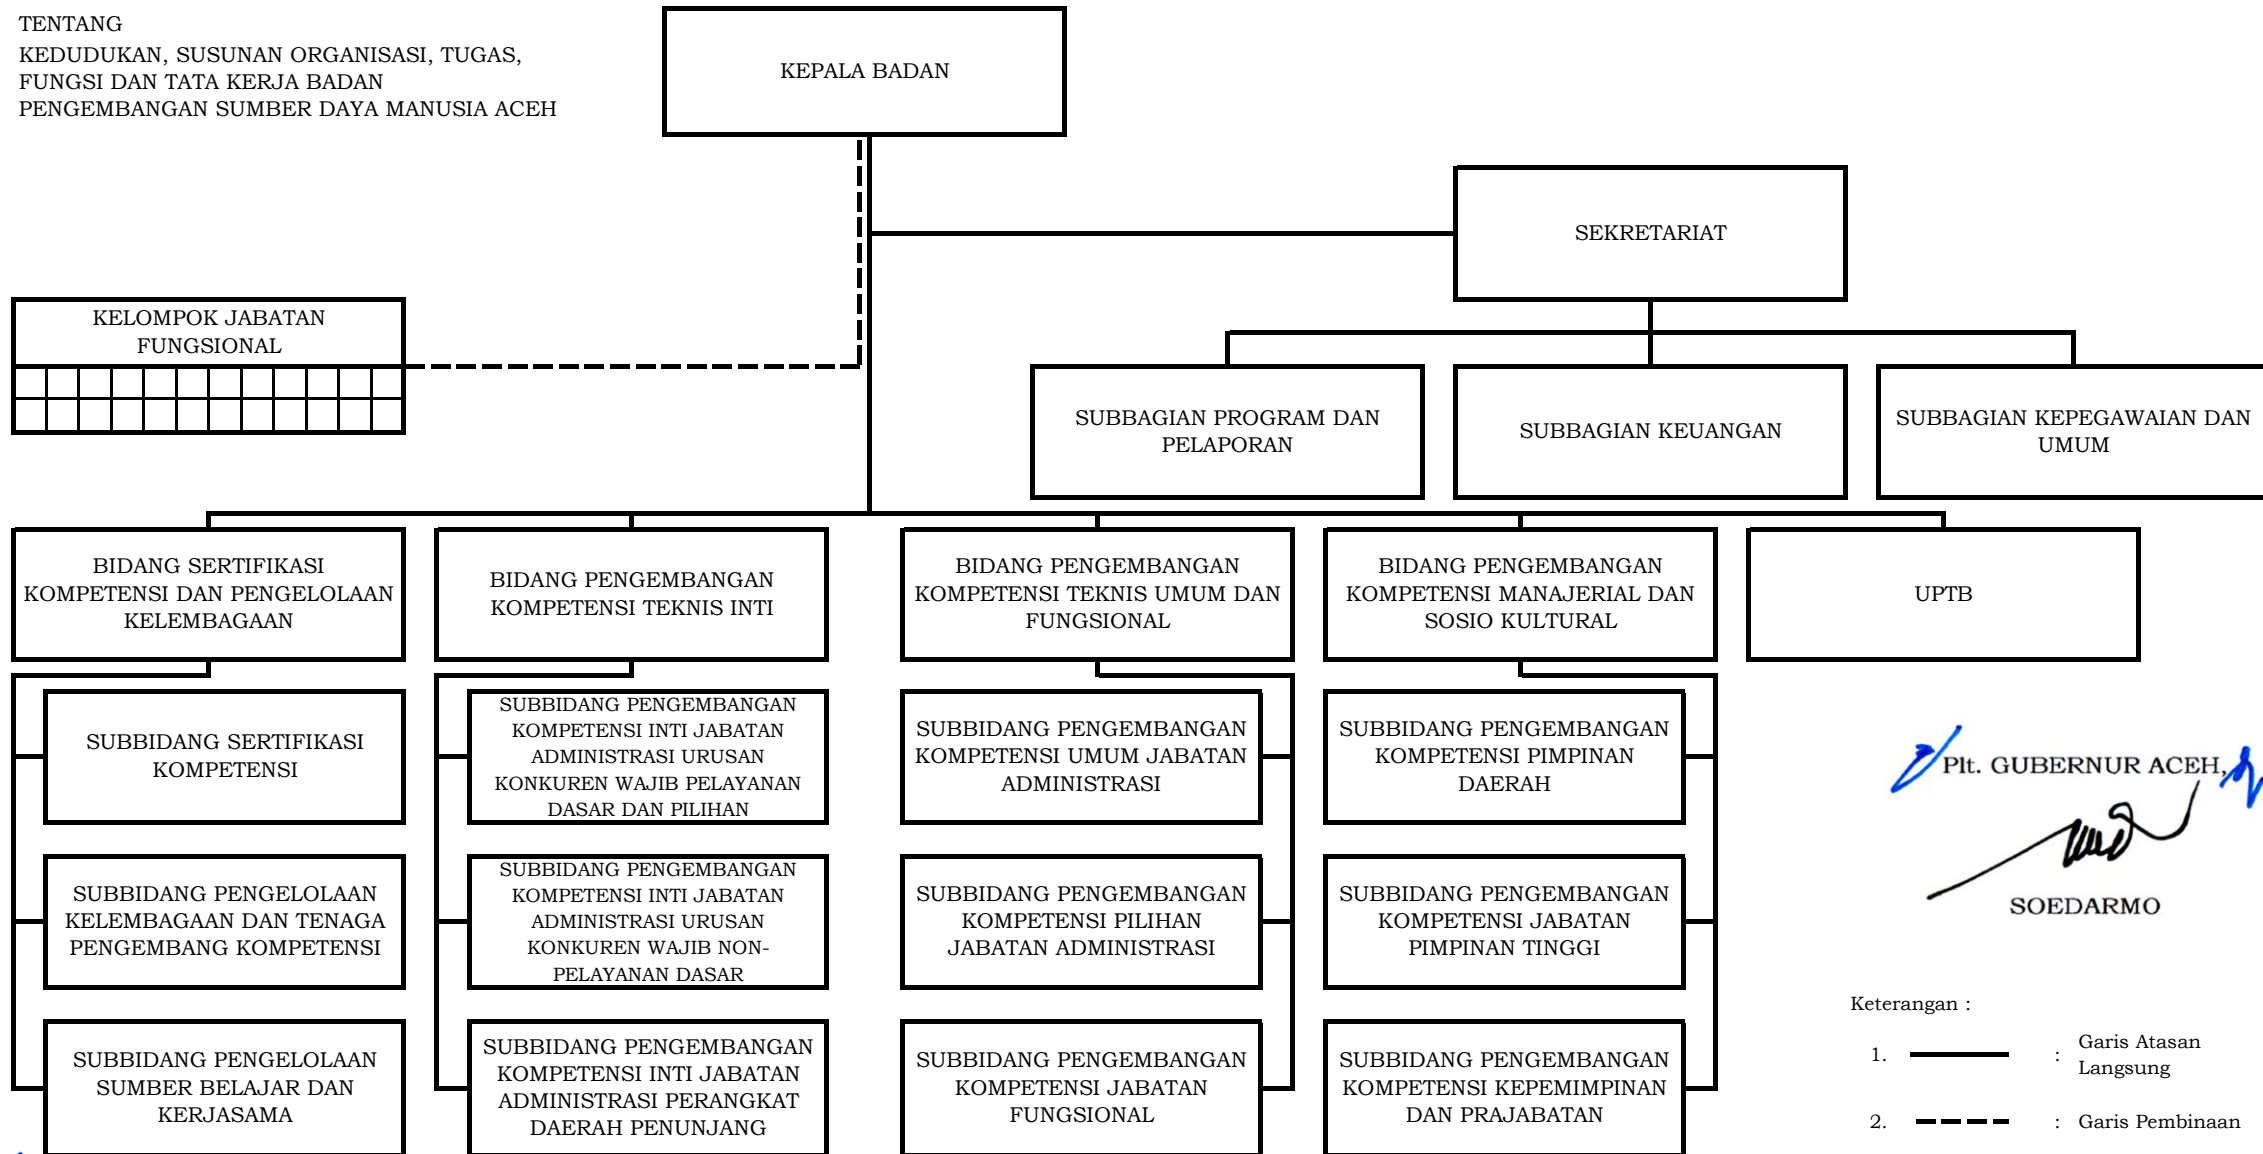 TENTANG
KEDUDUKAN, SUSUNAN ORGANISASI, TUGAS,
FUNGSI DAN TATA KERJA BADAN
PENGEMBANGAN SUMBER DAYA MANUSIA ACEH
KEPALA BADAN
SEKRETARIAT
KELOMPOK JABATAN
FUNGSIONAL
SUBBAGIAN PROGRAM DAN
PELAPORAN
SUBBAGIAN KEUANGAN
SUBBAGIAN KEPEGAWAIAN DAN
UMUM
BIDANG SERTIFIKASI
KOMPETENSI DAN PENGELOLAAN
KELEMBAGAAN
BIDANG PENGEMBANGAN
KOMPETENSI TEKNIS INTI
BIDANG PENGEMBANGAN
KOMPETENSI TEKNIS UMUM DAN
FUNGSIONAL
BIDANG PENGEMBANGAN
KOMPETENSI MANAJERIAL DAN
SOSIO KULTURAL
UPTB
SUBBIDANG SERTIFIKASI
KOMPETENSI
SUBBIDANG PENGEMBANGAN
KOMPETENSI INTI JABATAN
ADMINISTRASI URUSAN
KONKUREN WAJIB PELAYANAN
DASAR DAN PILIHAN
SUBBIDANG PENGEMBANGAN
KOMPETENSI UMUM JABATAN
ADMINISTRASI
SUBBIDANG PENGEMBANGAN
KOMPETENSI PIMPINAN
DAERAH
SUBBIDANG PENGELOLAAN
KELEMBAGAAN DAN TENAGA
PENGEMBANG KOMPETENSI
SUBBIDANG PENGEMBANGAN
KOMPETENSI INTI JABATAN
ADMINISTRASI URUSAN
KONKUREN WAJIB NON-
PELAYANAN DASAR
SUBBIDANG PENGEMBANGAN
KOMPETENSI PILIHAN
JABATAN ADMINISTRASI
SUBBIDANG PENGEMBANGAN
KOMPETENSI JABATAN
PIMPINAN TINGGI
SUBBIDANG PENGELOLAAN
SUMBER BELAJAR DAN
KERJASAMA
SUBBIDANG PENGEMBANGAN
KOMPETENSI INTI JABATAN
ADMINISTRASI PERANGKAT
DAERAH PENUNJANG
SUBBIDANG PENGEMBANGAN
KOMPETENSI JABATAN
FUNGSIONAL
SUBBIDANG PENGEMBANGAN
KOMPETENSI KEPEMIMPINAN
DAN PRAJABATAN
Plt. GUBERNUR ACEH,
SOEDARMO
Keterangan :
1. : Garis Atasan
Langsung
2. : Garis Pembinaan